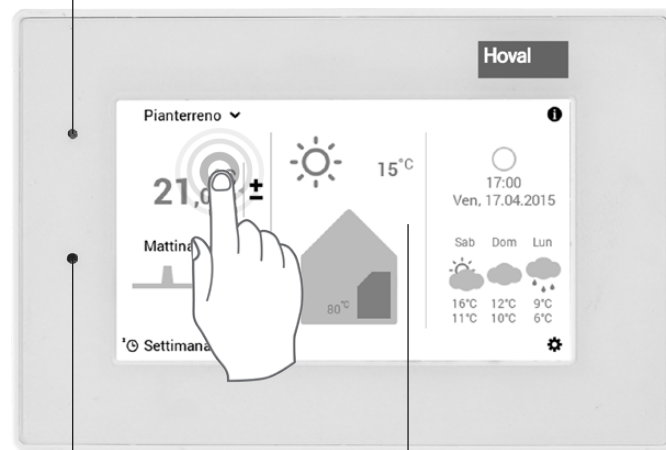 Hoval
Pianterreno
21,0
15°C
17:00
Ven, 17.04.2015
Mattina
Sab Dom Lun
80°C
16°C 12°C 9°C
11°C 10°C 6°C
Settimana